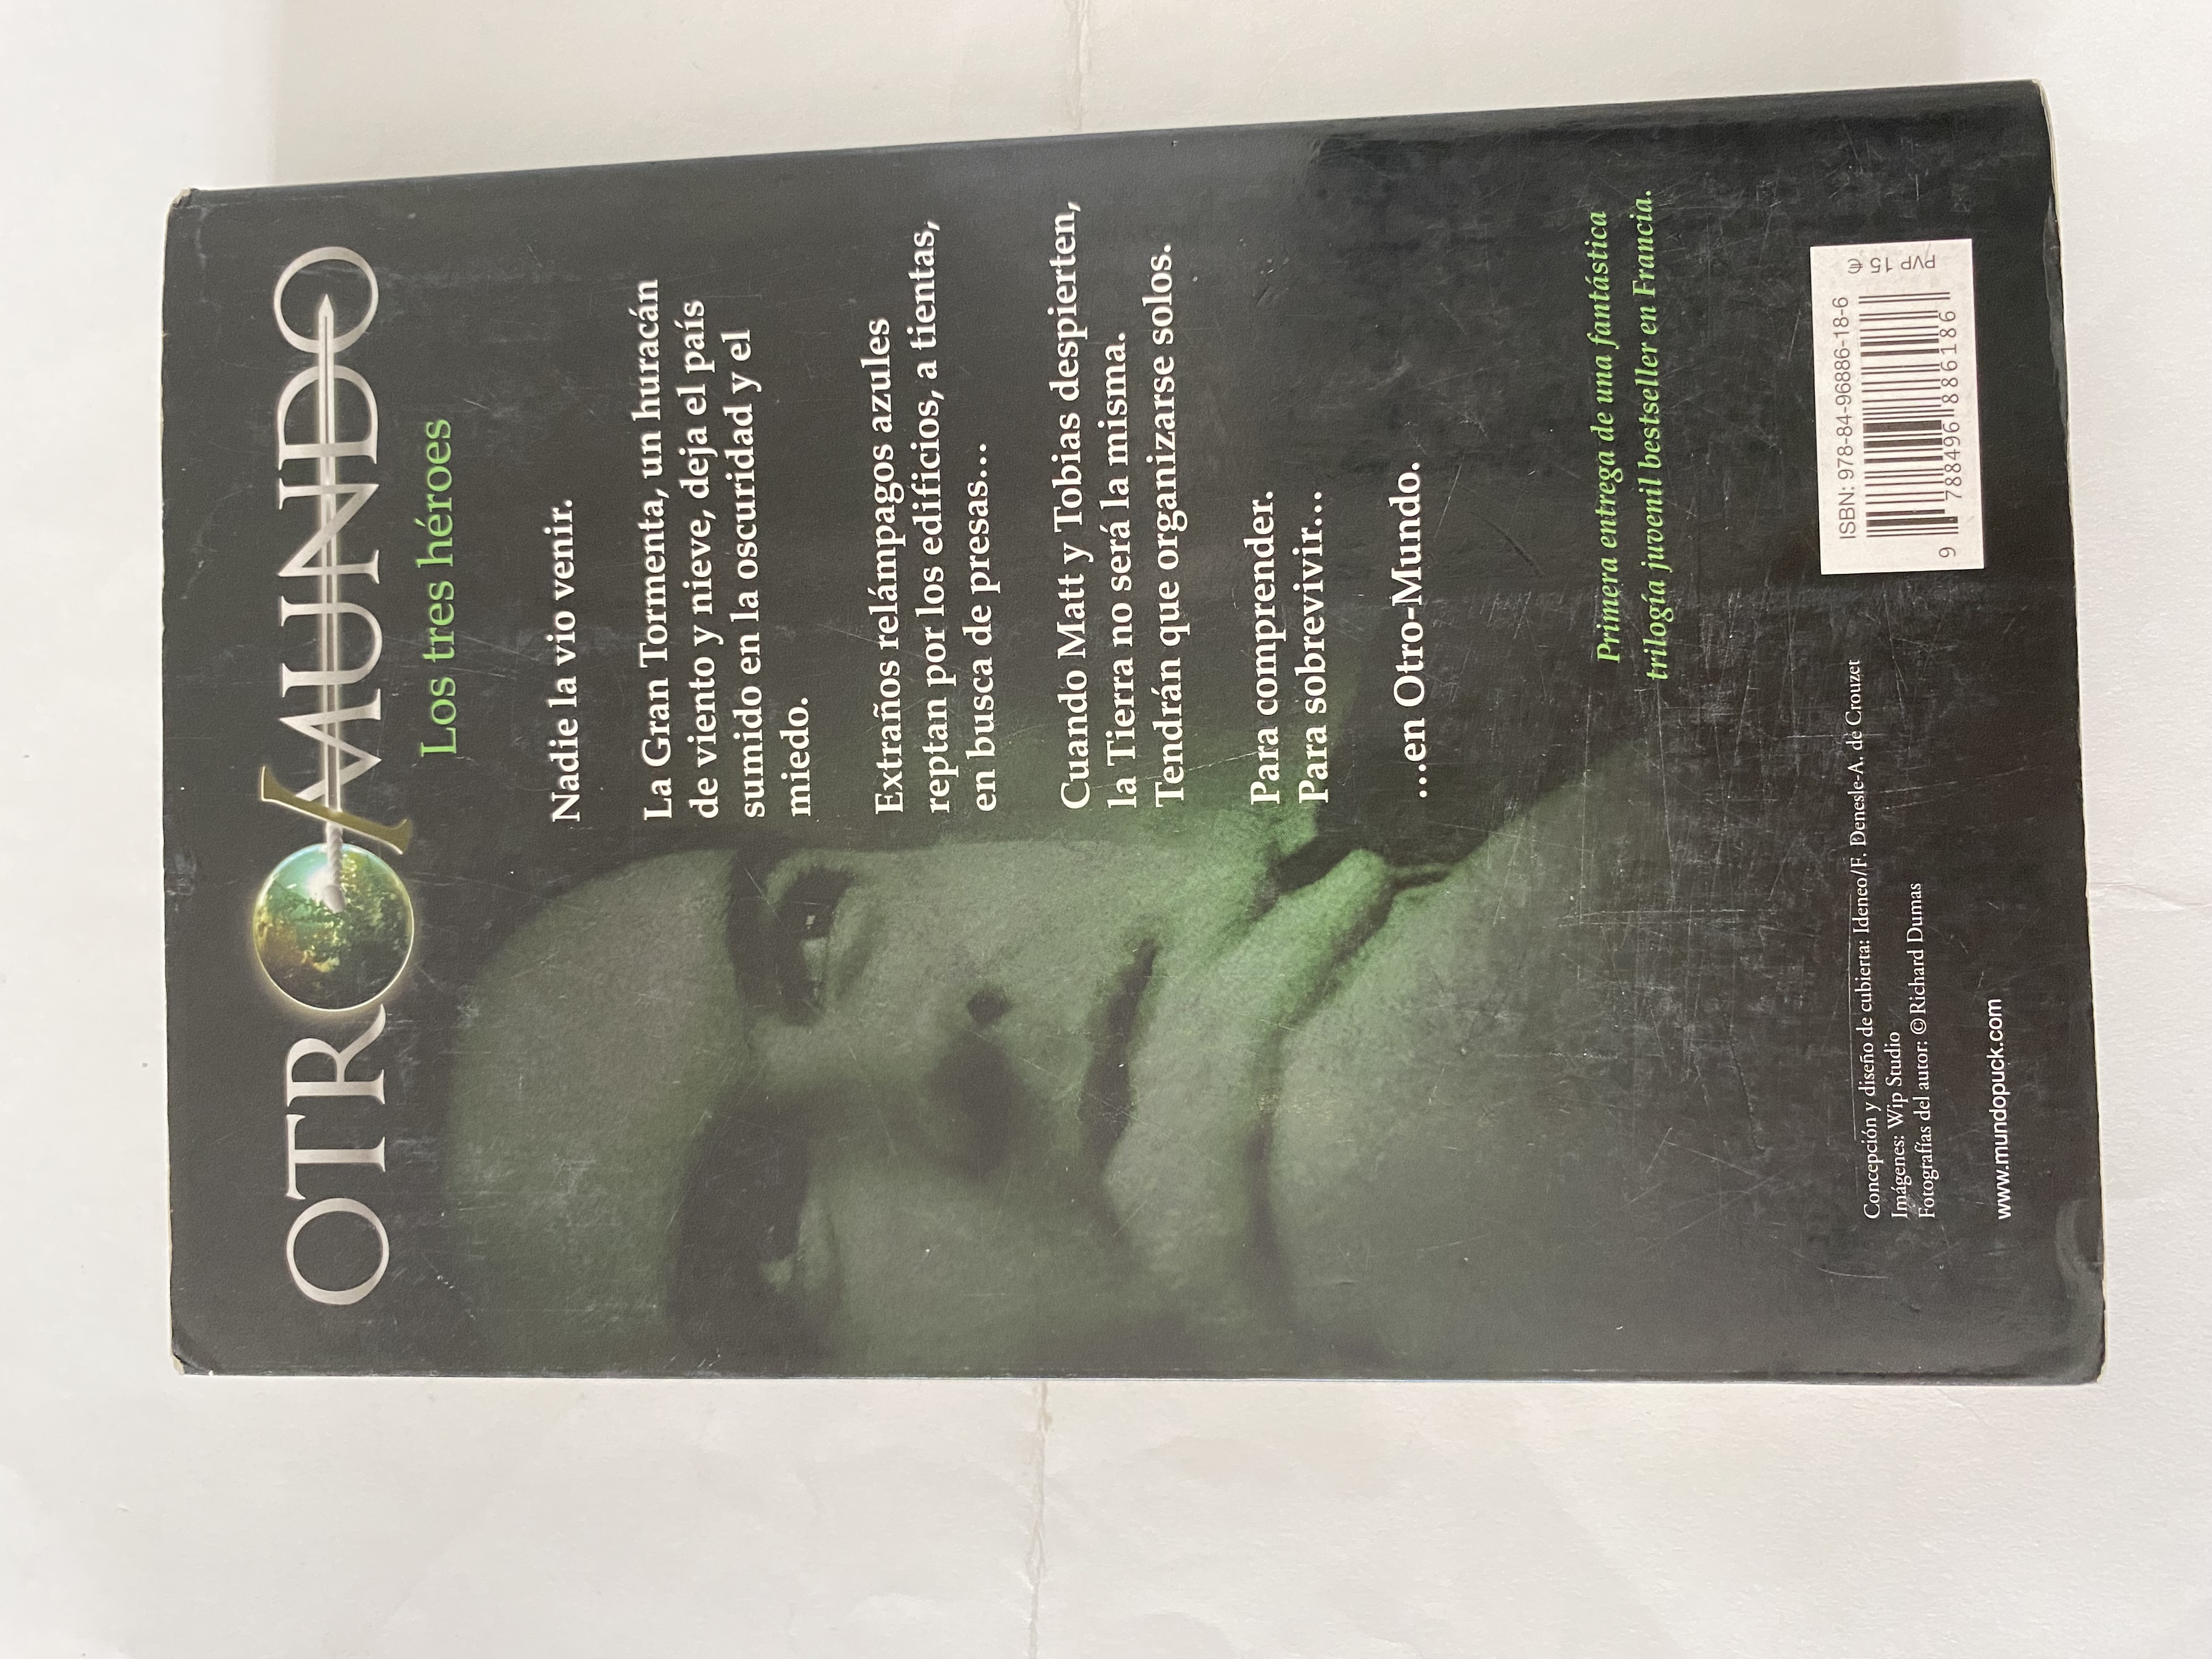 OTRO/MUNDO
Los tres héroes
Nadie la vio venir.
La Gran Tormenta, un huracán
de viento y nieve, deja el país
sumido en la oscuridad y el
miedo.
Extraños relámpagos azules
reptan por los edificios, a tientas,
en busca de presas...
Cuando Matt y Tobias despierten,
la Tierra no será la misma.
Tendrán que organizarse solos.
Para comprender.
Para sobrevivir...
...en Otro-Mundo.
Primera entrega de una fantástica
trilogía juvenil bestseller en Francia.
Concepción y diseño de cubierta: Ideneo/F. Denesle-A. de Crouzet
Imágenes: Wip Studio
Fotografías del autor: © Richard Dumas
www.mundopuck.com
ISBN: 978-84-96886-18-6
9 788496 886186
PVP 15 €